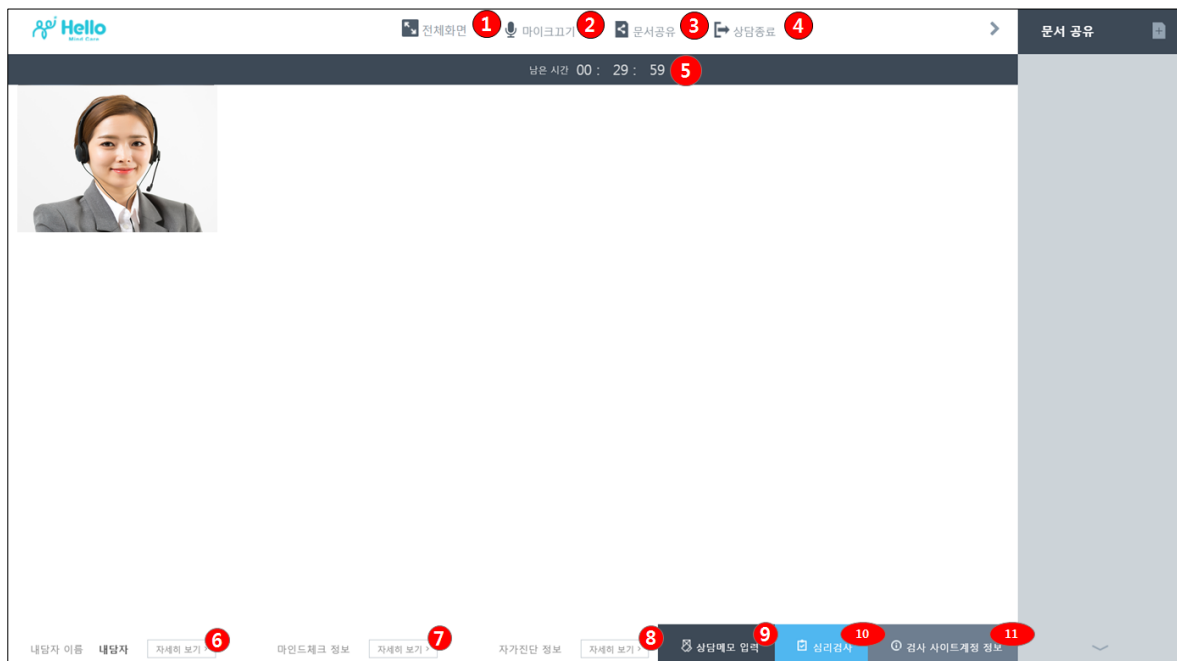 Hello
Mind Care
전체화면 1 마이크끄기 2 문서공유 3 상담종료 4
문서 공유
남은 시간 00 : 29 : 59 5
내담자 이름 내담자 자세히 보기 > 6 마인드체크 정보 자세히 보기 > 7 자가진단 정보 자세히 보기 > 8 상담메모 입력 9 심리검사 10 검사 사이트계정 정보 11